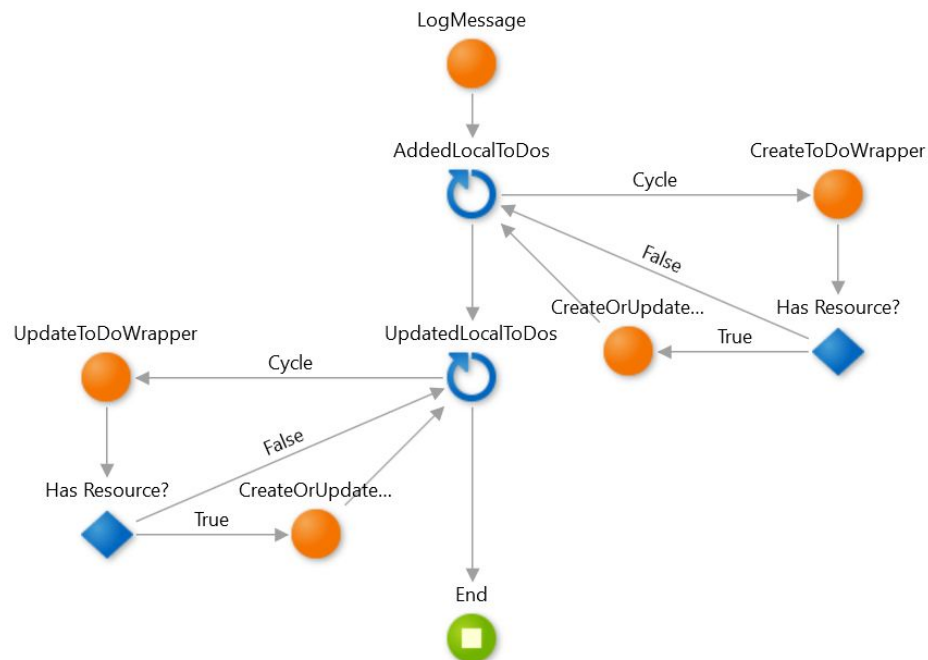 LogMessage
AddedLocalToDos
CreateToDoWrapper
Cycle
False
CreateOrUpdate...
Has Resource?
True
UpdateToDoWrapper
UpdatedLocalToDos
Cycle
False
Has Resource?
CreateOrUpdate...
True
End